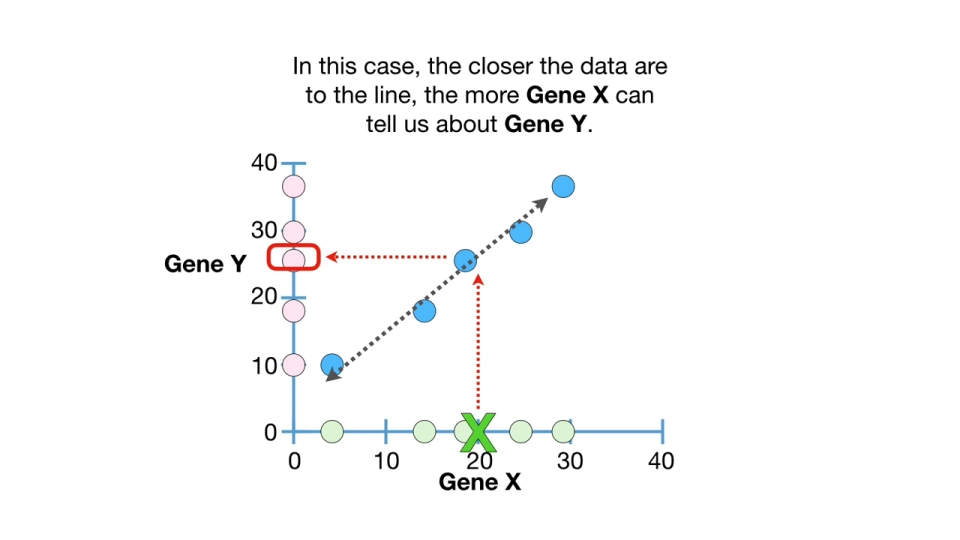 In this case, the closer the data are
to the line, the more Gene X can
tell us about Gene Y.
40
30
Gene Y
20
10
0
X
0 10 20 30 40
Gene X